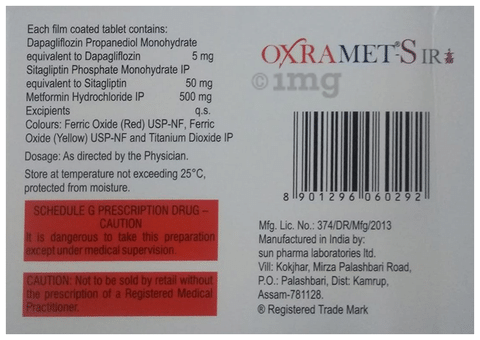 Each film coated tablet contains:
Dapagliflozin Propanediol Monohydrate
equivalent to Dapagliflozin 5 mg
Sitagliptin Phosphate Monohydrate IP
equivalent to Sitagliptin 50 mg
Metformin Hydrochloride IP 500 mg
Excipients q.s.
Colours: Ferric Oxide (Red) USP-NF, Ferric
Oxide (Yellow) USP-NF and Titanium Dioxide IP
Dosage: As directed by the Physician.
Store at temperature not exceeding 25°C,
protected from moisture.
SCHEDULE G PRESCRIPTION DRUG –
CAUTION
It is dangerous to take this preparation
except under medical supervision.
CAUTION: Not to be sold by retail without
the prescription of a Registered Medical
Practitioner.
OXRAMET®-S IR
© 1mg
8 901296 060292
Mfg. Lic. No.: 374/DR/Mfg/2013
Manufactured in India by:
sun pharma laboratories ltd.
Vill: Kokjhar, Mirza Palashbari Road,
P.O.: Palashbari, Dist: Kamrup,
Assam-781128.
® Registered Trade Mark